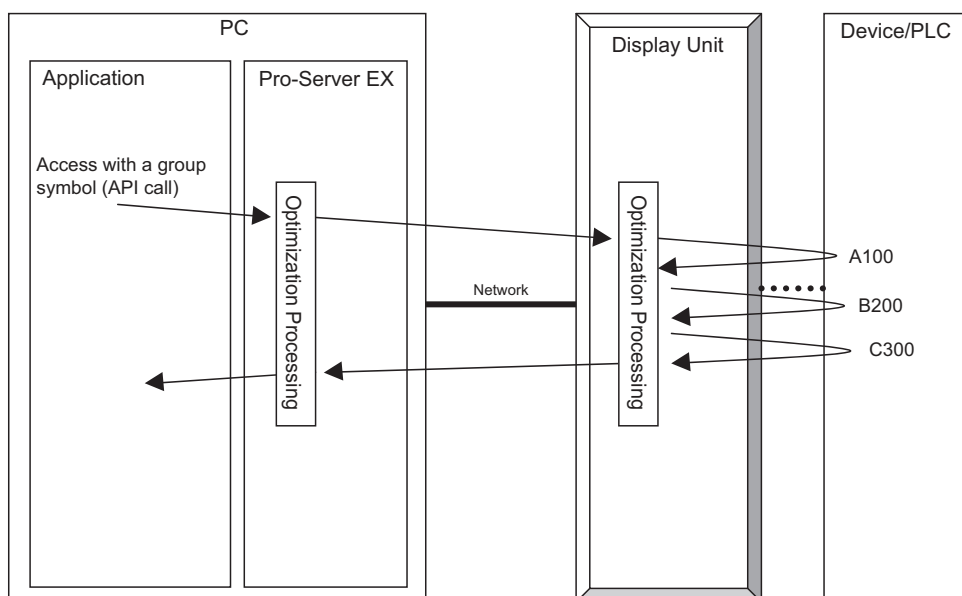 PC
Display Unit
Device/PLC
Application
Pro-Server EX
Access with a group
symbol (API call)
Optimization Processing
Network
Optimization Processing
A100
B200
C300